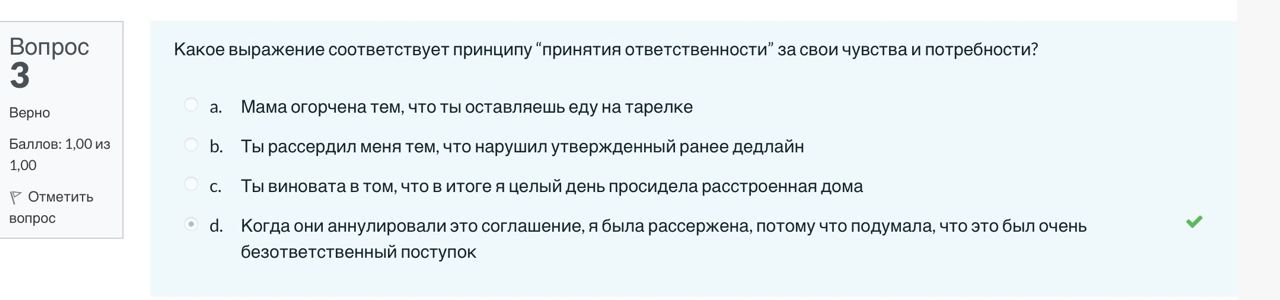 Вопрос
3
Верно
Баллов: 1,00 из
1,00
Отметить
вопрос
Какое выражение соответствует принципу “принятия ответственности” за свои чувства и потребности?
a. Мама огорчена тем, что ты оставляешь еду на тарелке
b. Ты рассердил меня тем, что нарушил утвержденный ранее дедлайн
c. Ты виновата в том, что в итоге я целый день просидела расстроенная дома
d. Когда они аннулировали это соглашение, я была рассержена, потому что подумала, что это был очень
безответственный поступок